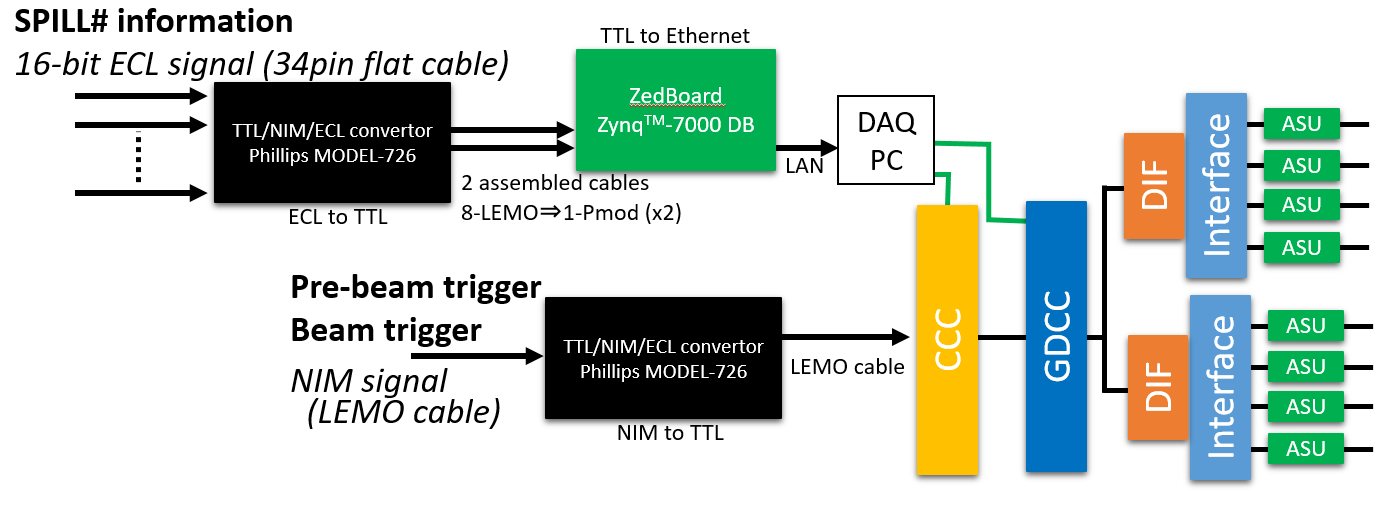 SPILL# information
16-bit ECL signal (34pin flat cable)
TTL/NIM/ECL convertor
Phillips MODEL-726
ECL to TTL
2 assembled cables
8-LEMO⇒1-Pmod (x2)
TTL to Ethernet
ZedBoard
Zynq™-7000 DB
LAN
DAQ
PC
Pre-beam trigger
Beam trigger
NIM signal
(LEMO cable)
TTL/NIM/ECL convertor
Phillips MODEL-726
NIM to TTL
LEMO cable
CCC
GDCC
DIF
Interface
ASU
ASU
ASU
ASU
DIF
Interface
ASU
ASU
ASU
ASU